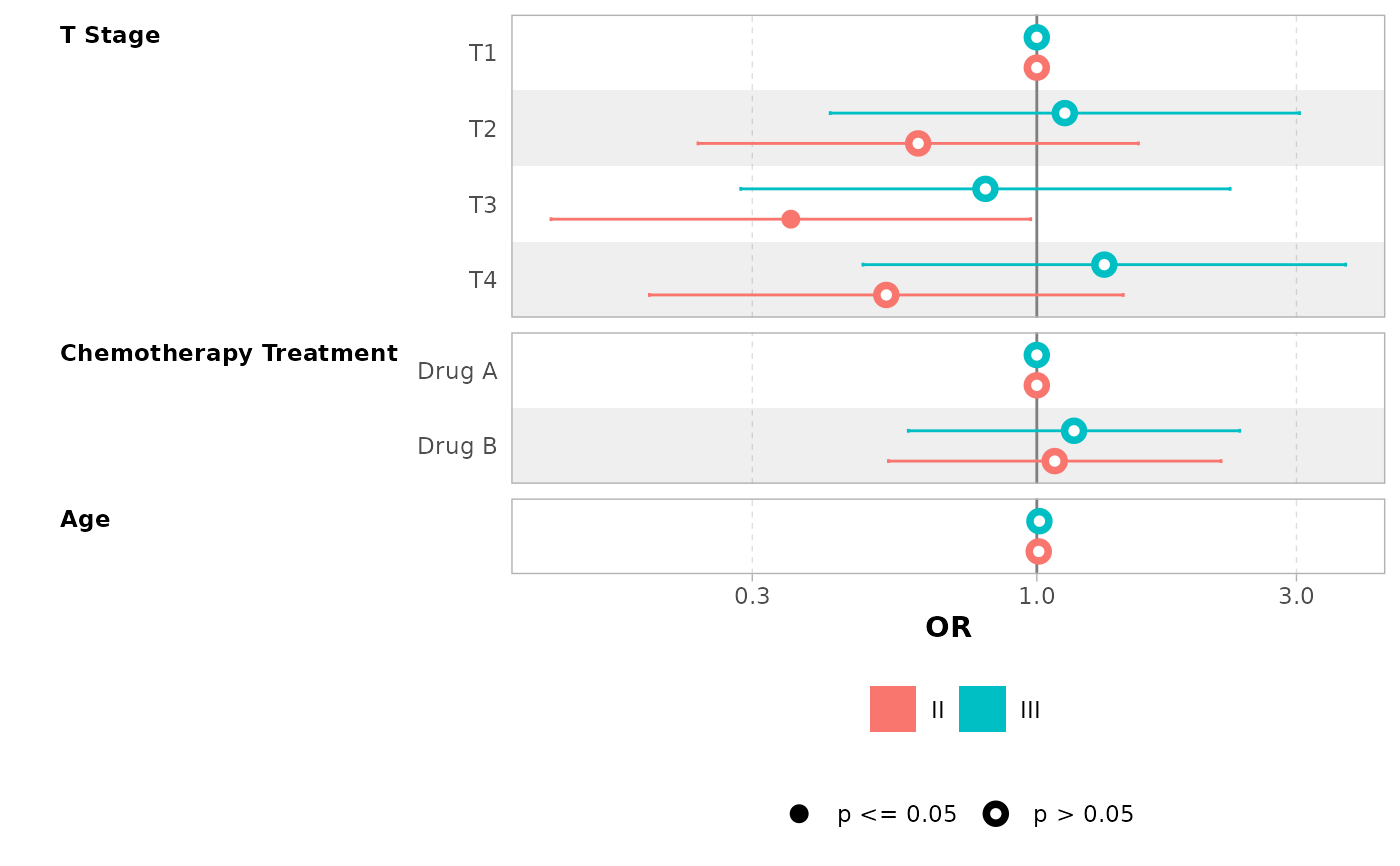 T Stage
T1
T2
T3
T4
Chemotherapy Treatment
Drug A
Drug B
Age
0.3 1.0 3.0
OR
II III
p <= 0.05 p > 0.05